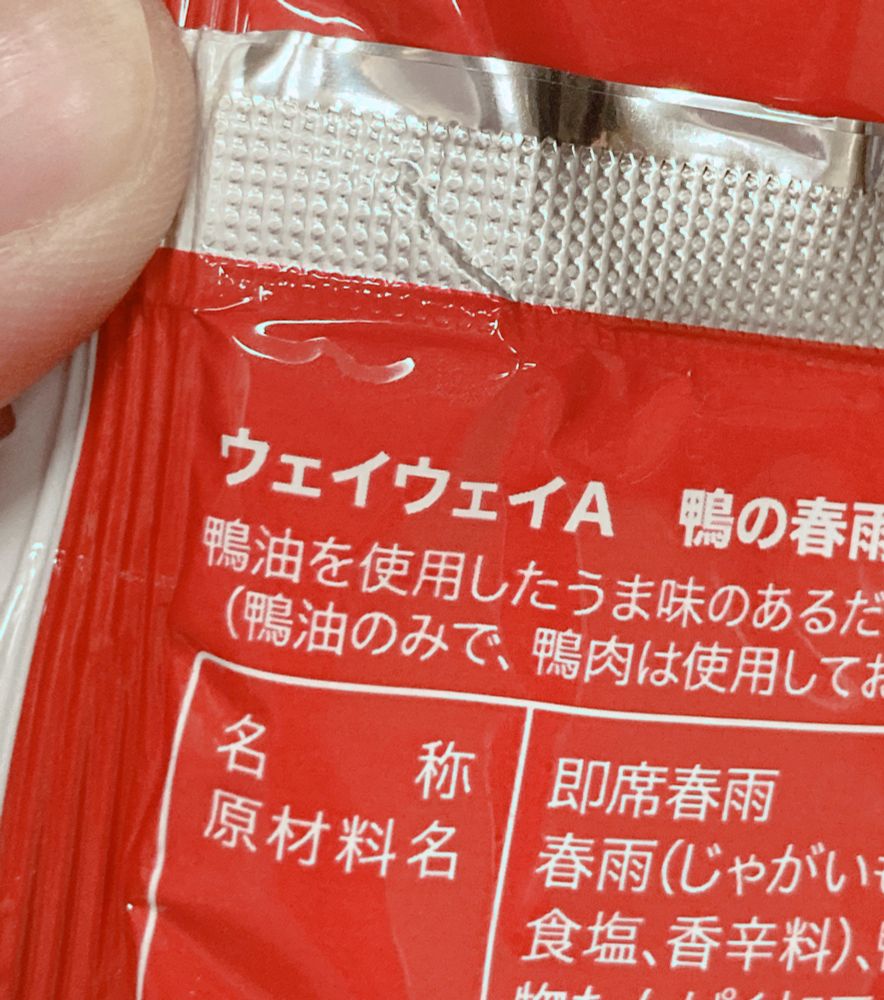 ウェイウェイA　鴨の春雨
鴨油を使用したうま味のあるだ
(鴨油のみで、鴨肉は使用してお
名称
即席春雨
原材料名
春雨(じゃがいも
食塩、香辛料)、